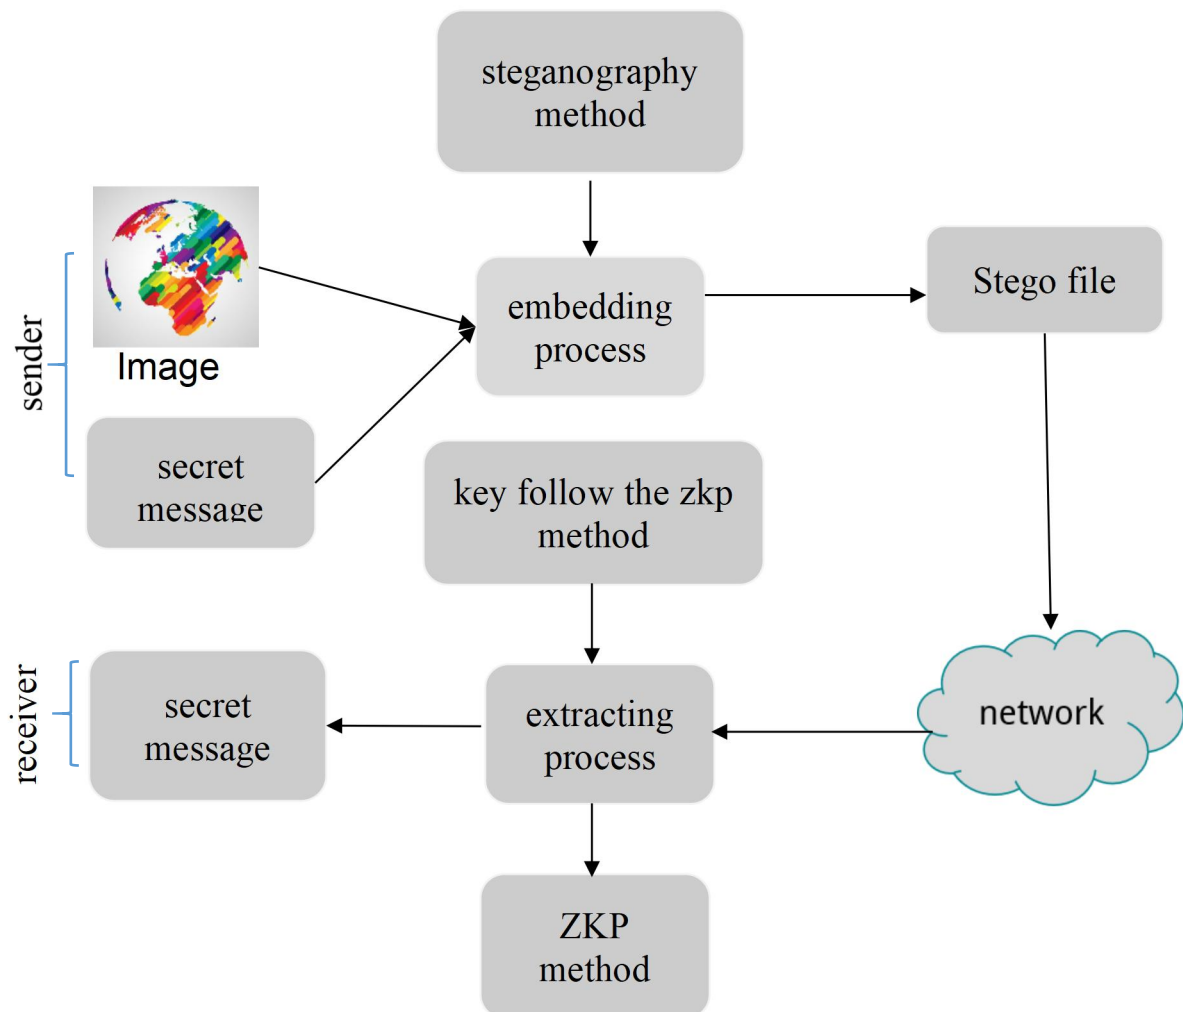 steganography
method
sender
Image
embedding
process
Stego file
secret
message
key follow the zkp
method
receiver
secret
message
extracting
process
network
ZKP
method